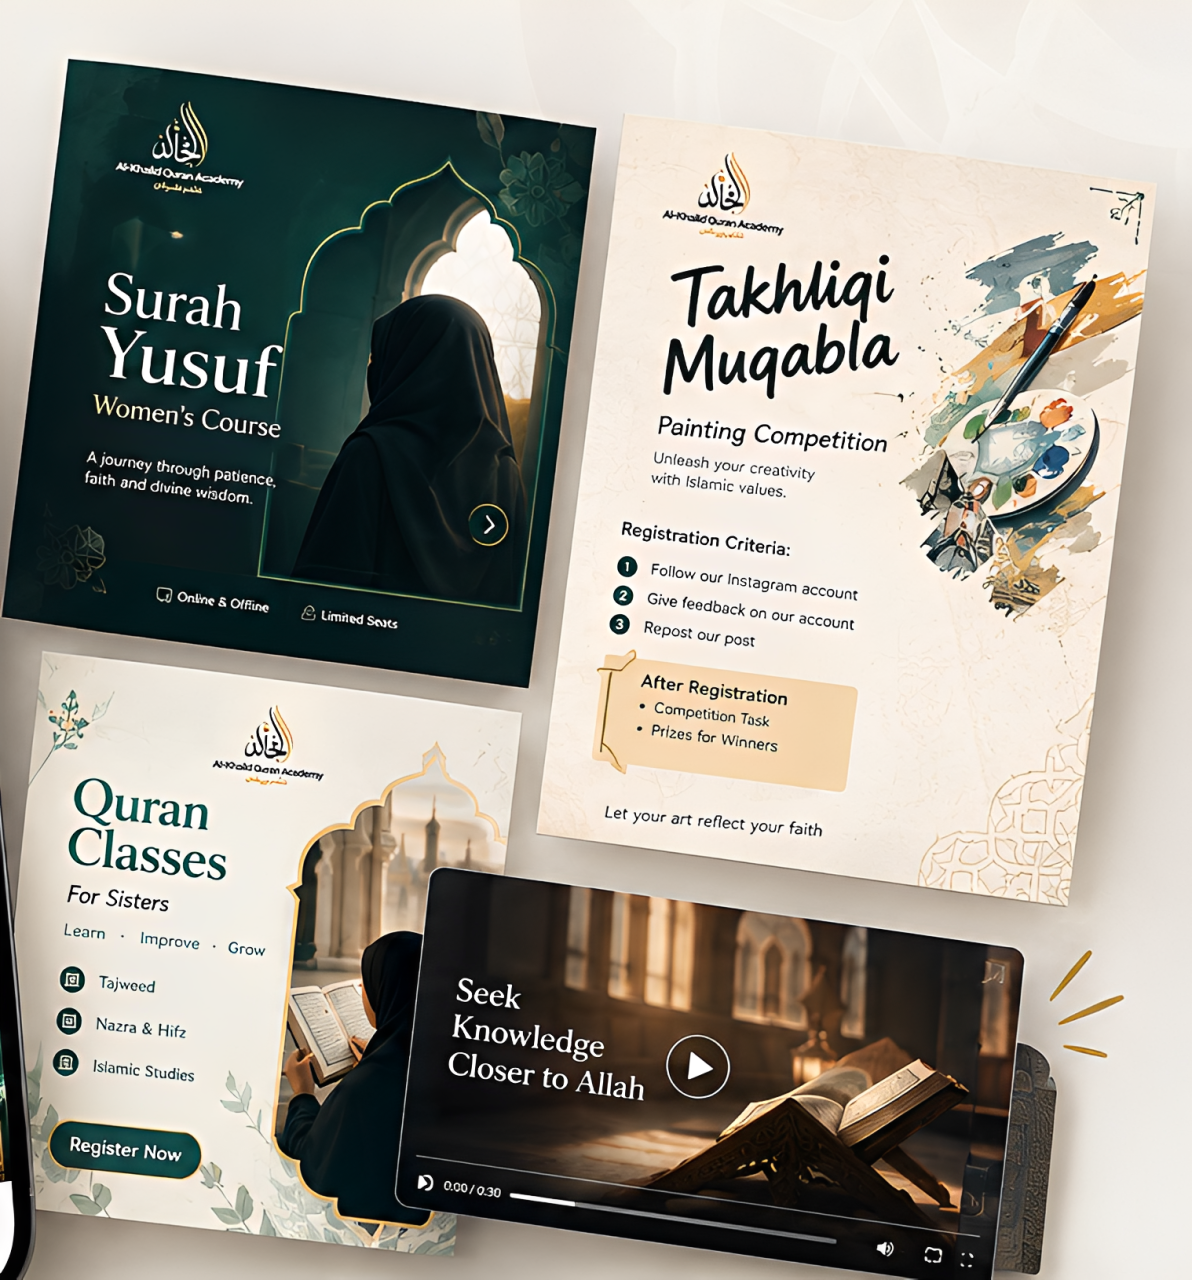 الخالد
Al-Khalid Quran Academy
Surah
Yusuf
Women's Course
A journey through patience,
faith and divine wisdom.
Online & Offline
Limited Seats
الخالد
Al-Khalid Quran Academy
Takhliqi
Muqabla
Painting Competition
Unleash your creativity
with Islamic values.
Registration Criteria:
1 Follow our Instagram account
2 Give feedback on our account
3 Repost our post
After Registration
• Competition Task
• Prizes for Winners
Let your art reflect your faith
الخالد
Al-Khalid Quran Academy
Quran
Classes
For Sisters
Learn · Improve · Grow
Tajweed
Nazra & Hifz
Islamic Studies
Register Now
Seek
Knowledge
Closer to Allah
0:00 / 0:30